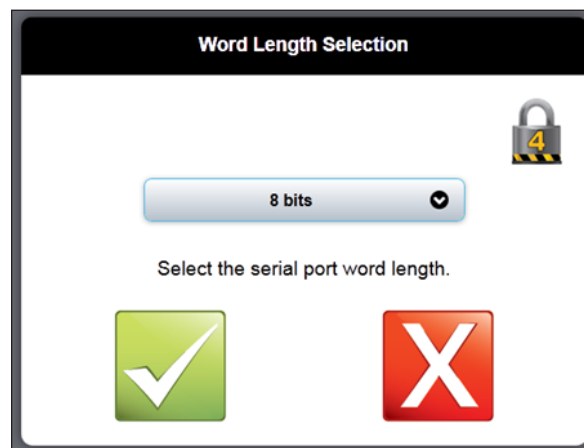 Word Length Selection
4
8 bits
Select the serial port word length.
X